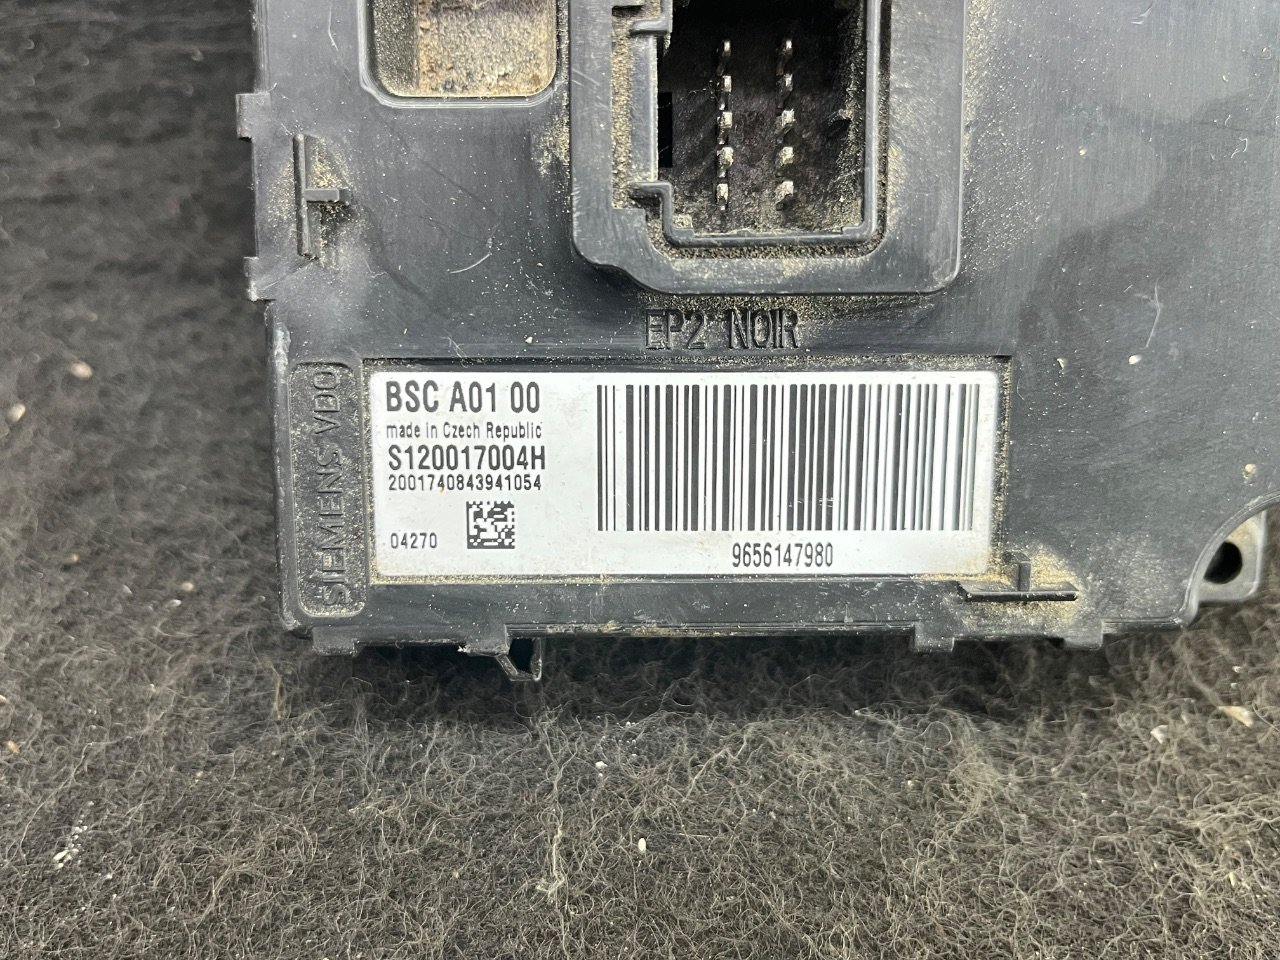 EP2 NOIR
SIEMENS VDO
BSC A01 00
made in Czech Republic
S120017004H
2001740843941054
04270
9656147980